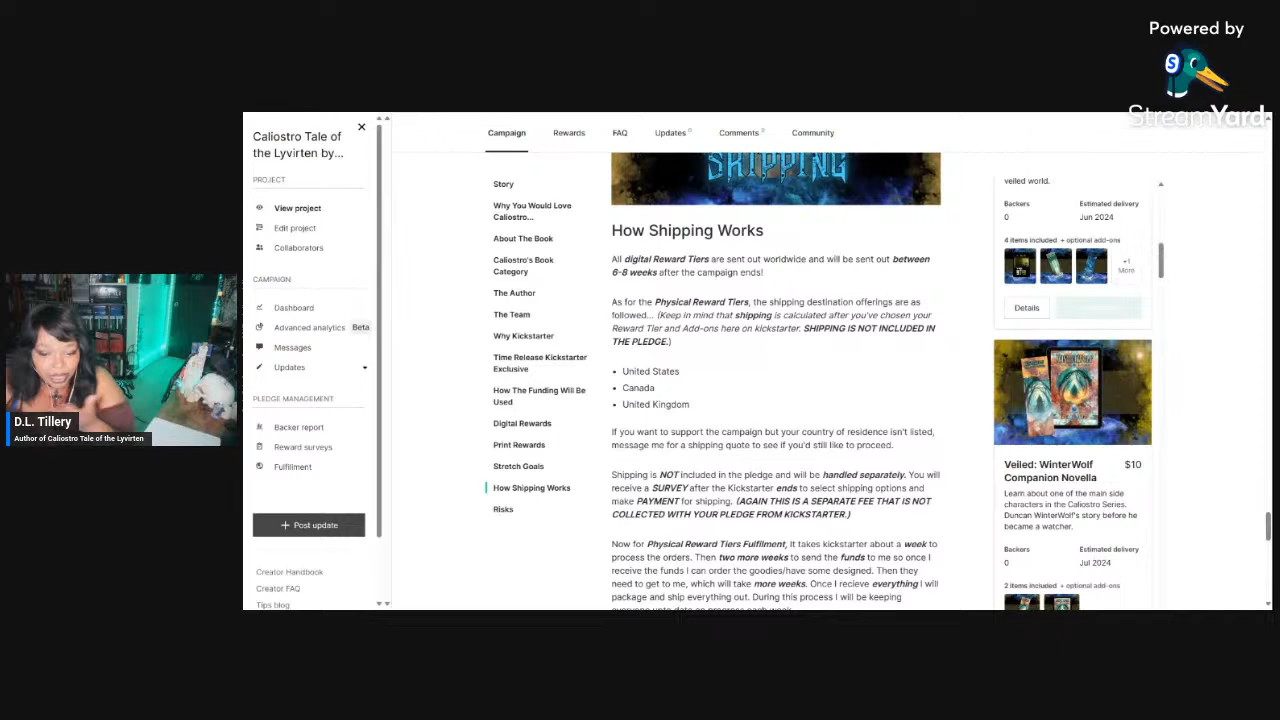 Powered by
S
StreamYard
Caliostro Tale of
the Lyvirten by...
PROJECT
View project
Edit project
Collaborators
CAMPAIGN
Dashboard
Advanced analytics Beta
Messages
Updates
PLEDGE MANAGEMENT
Backer report
Reward surveys
Fulfillment
+ Post update
Creator Handbook
Creator FAQ
Tips blog
D.L. Tillery
Author of Caliostro Tale of the Lyvirten
Campaign
Rewards
FAQ
Updates
Comments
Community
Story
Why You Would Love
Caliostro...
About The Book
Caliostro's Book
Category
The Author
The Team
Why Kickstarter
Time Release Kickstarter
Exclusive
How The Funding Will Be
Used
Digital Rewards
Print Rewards
Stretch Goals
How Shipping Works
Risks
SHIPPING
How Shipping Works
All digital Reward Tiers are sent out worldwide and will be sent out between
6-8 weeks after the campaign ends!
As for the Physical Reward Tiers, the shipping destination offerings are as
followed... (Keep in mind that shipping is calculated after you've chosen your
Reward Tier and Add-ons here on kickstarter. SHIPPING IS NOT INCLUDED IN
THE PLEDGE.)
• United States
• Canada
• United Kingdom
If you want to support the campaign but your country of residence isn't listed,
message me for a shipping quote to see if you'd still like to proceed.
Shipping is NOT included in the pledge and will be handled separately. You will
receive a SURVEY after the Kickstarter ends to select shipping options and
make PAYMENT for shipping. (AGAIN THIS IS A SEPARATE FEE THAT IS NOT
COLLECTED WITH YOUR PLEDGE FROM KICKSTARTER.)
Now for Physical Reward Tiers Fulfilment, It takes kickstarter about a week to
process the orders. Then two more weeks to send the funds to me so once I
receive the funds I can order the goodies/have some designed. Then they
need to get to me, which will take more weeks. Once I recieve everything I will
package and ship everything out. During this process I will be keeping
everyone upto date on progress each week.
veiled world.
Backers
0
Estimated delivery
Jun 2024
4 items included + optional add-ons
+1
More
Details
Veiled: WinterWolf
Companion Novella
$10
Learn about one of the main side
characters in the Caliostro Series.
Duncan WinterWolf's story before he
became a watcher.
Backers
0
Estimated delivery
Jul 2024
2 items included + optional add-ons